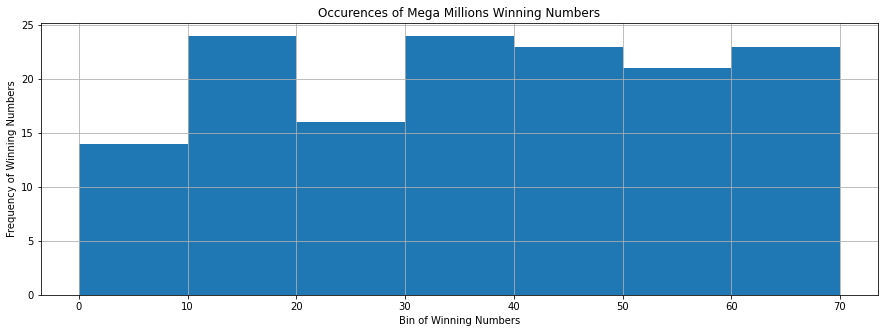 Occurences of Mega Millions Winning Numbers
25
20
15
10
5
0
Frequency of Winning Numbers
0 10 20 30 40 50 60 70
Bin of Winning Numbers